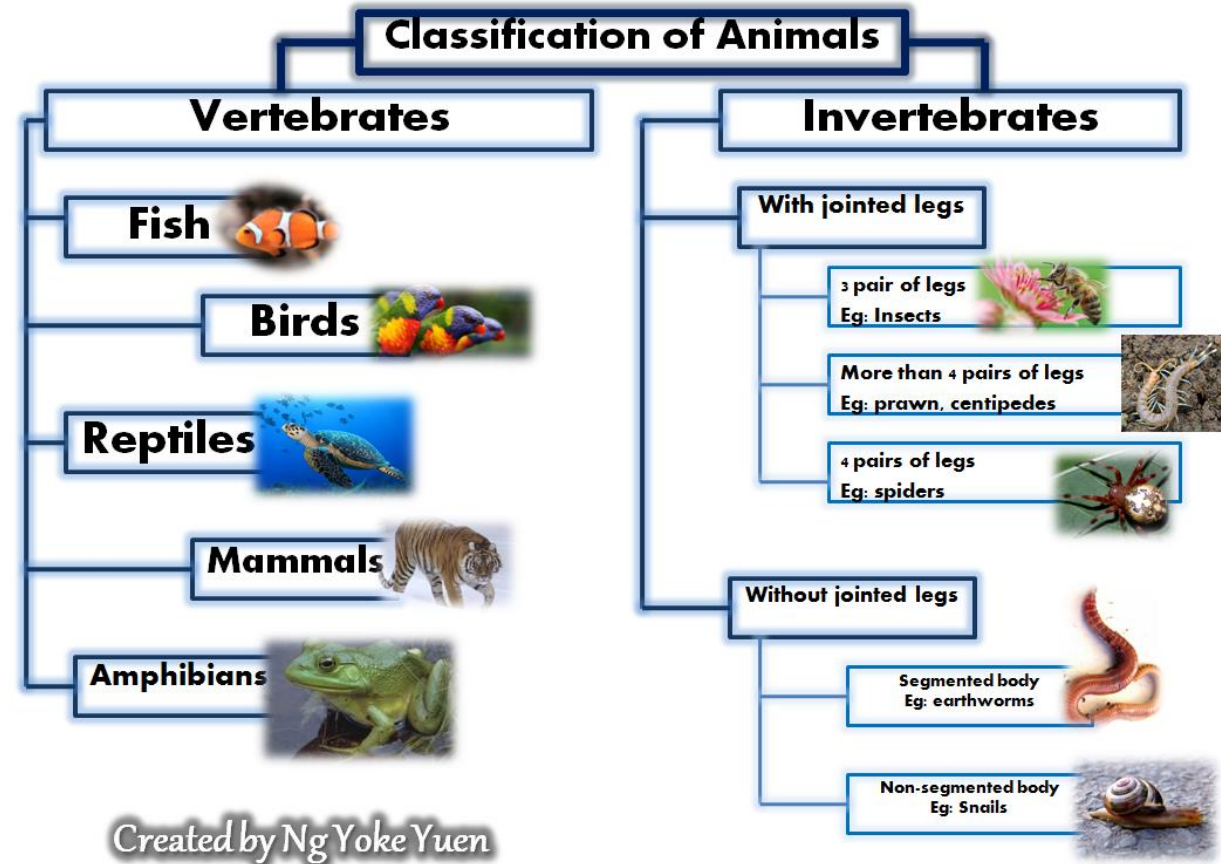 Classification of Animals
Vertebrates
Fish
Birds
Reptiles
Mammals
Amphibians
Invertebrates
With jointed legs
3 pair of legs
Eg: Insects
More than 4 pairs of legs
Eg: prawn, centipedes
4 pairs of legs
Eg: spiders
Without jointed legs
Segmented body
Eg: earthworms
Non-segmented body
Eg: Snails
Created by Ng Yoke Yuen